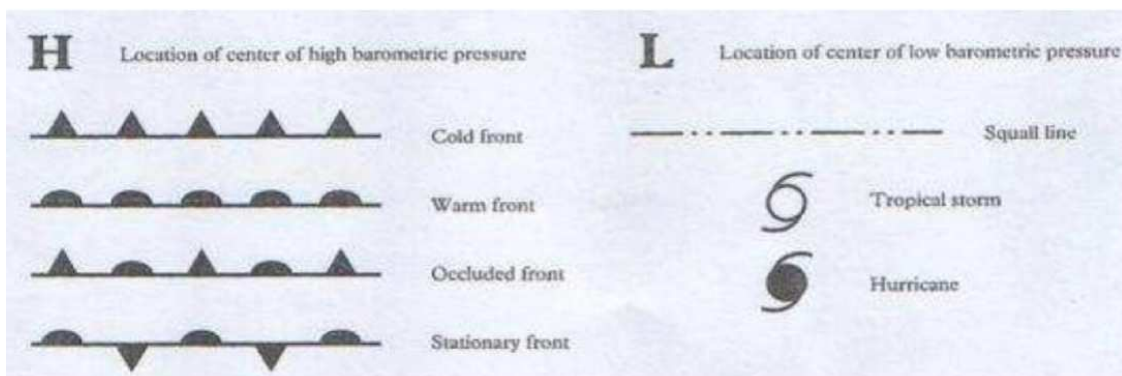 H Location of center of high barometric pressure
Cold front
Warm front
Occluded front
Stationary front
L Location of center of low barometric pressure
Squall line
Tropical storm
Hurricane